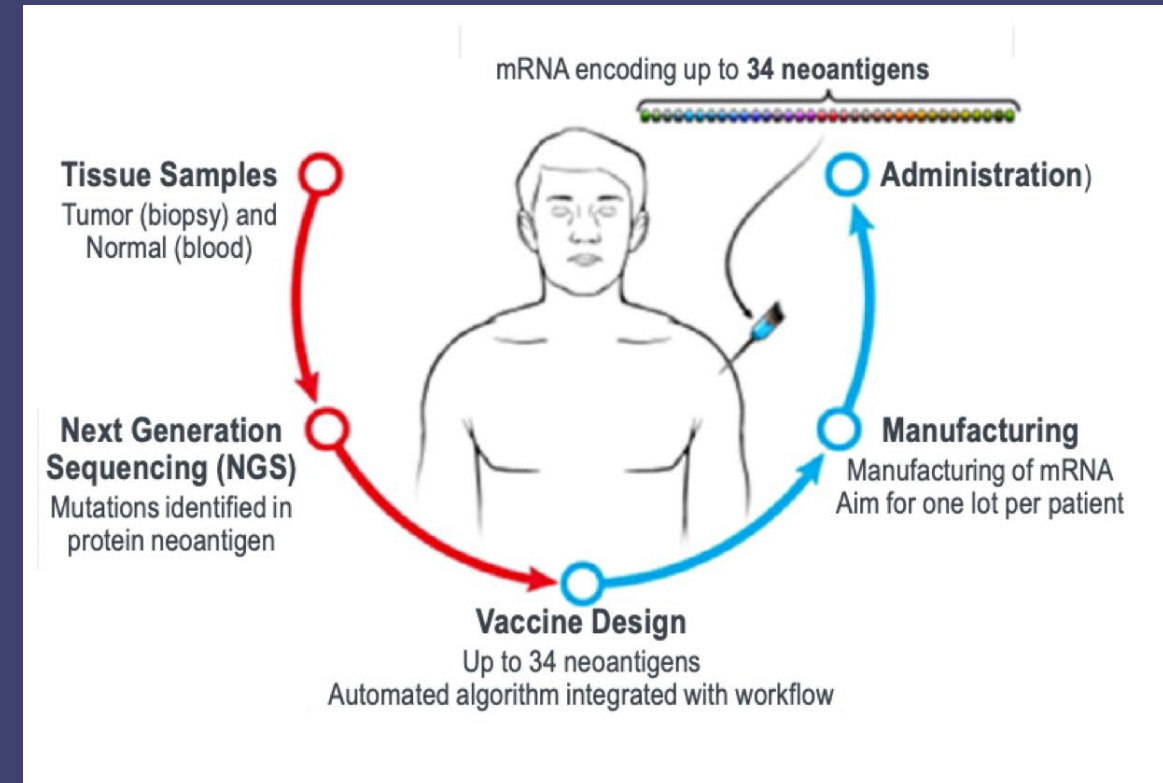 mRNA encoding up to 34 neoantigens
Tissue Samples
Tumor (biopsy) and
Normal (blood)
Administration)
Next Generation
Sequencing (NGS)
Mutations identified in
protein neoantigen
Manufacturing
Manufacturing of mRNA
Aim for one lot per patient
Vaccine Design
Up to 34 neoantigens
Automated algorithm integrated with workflow